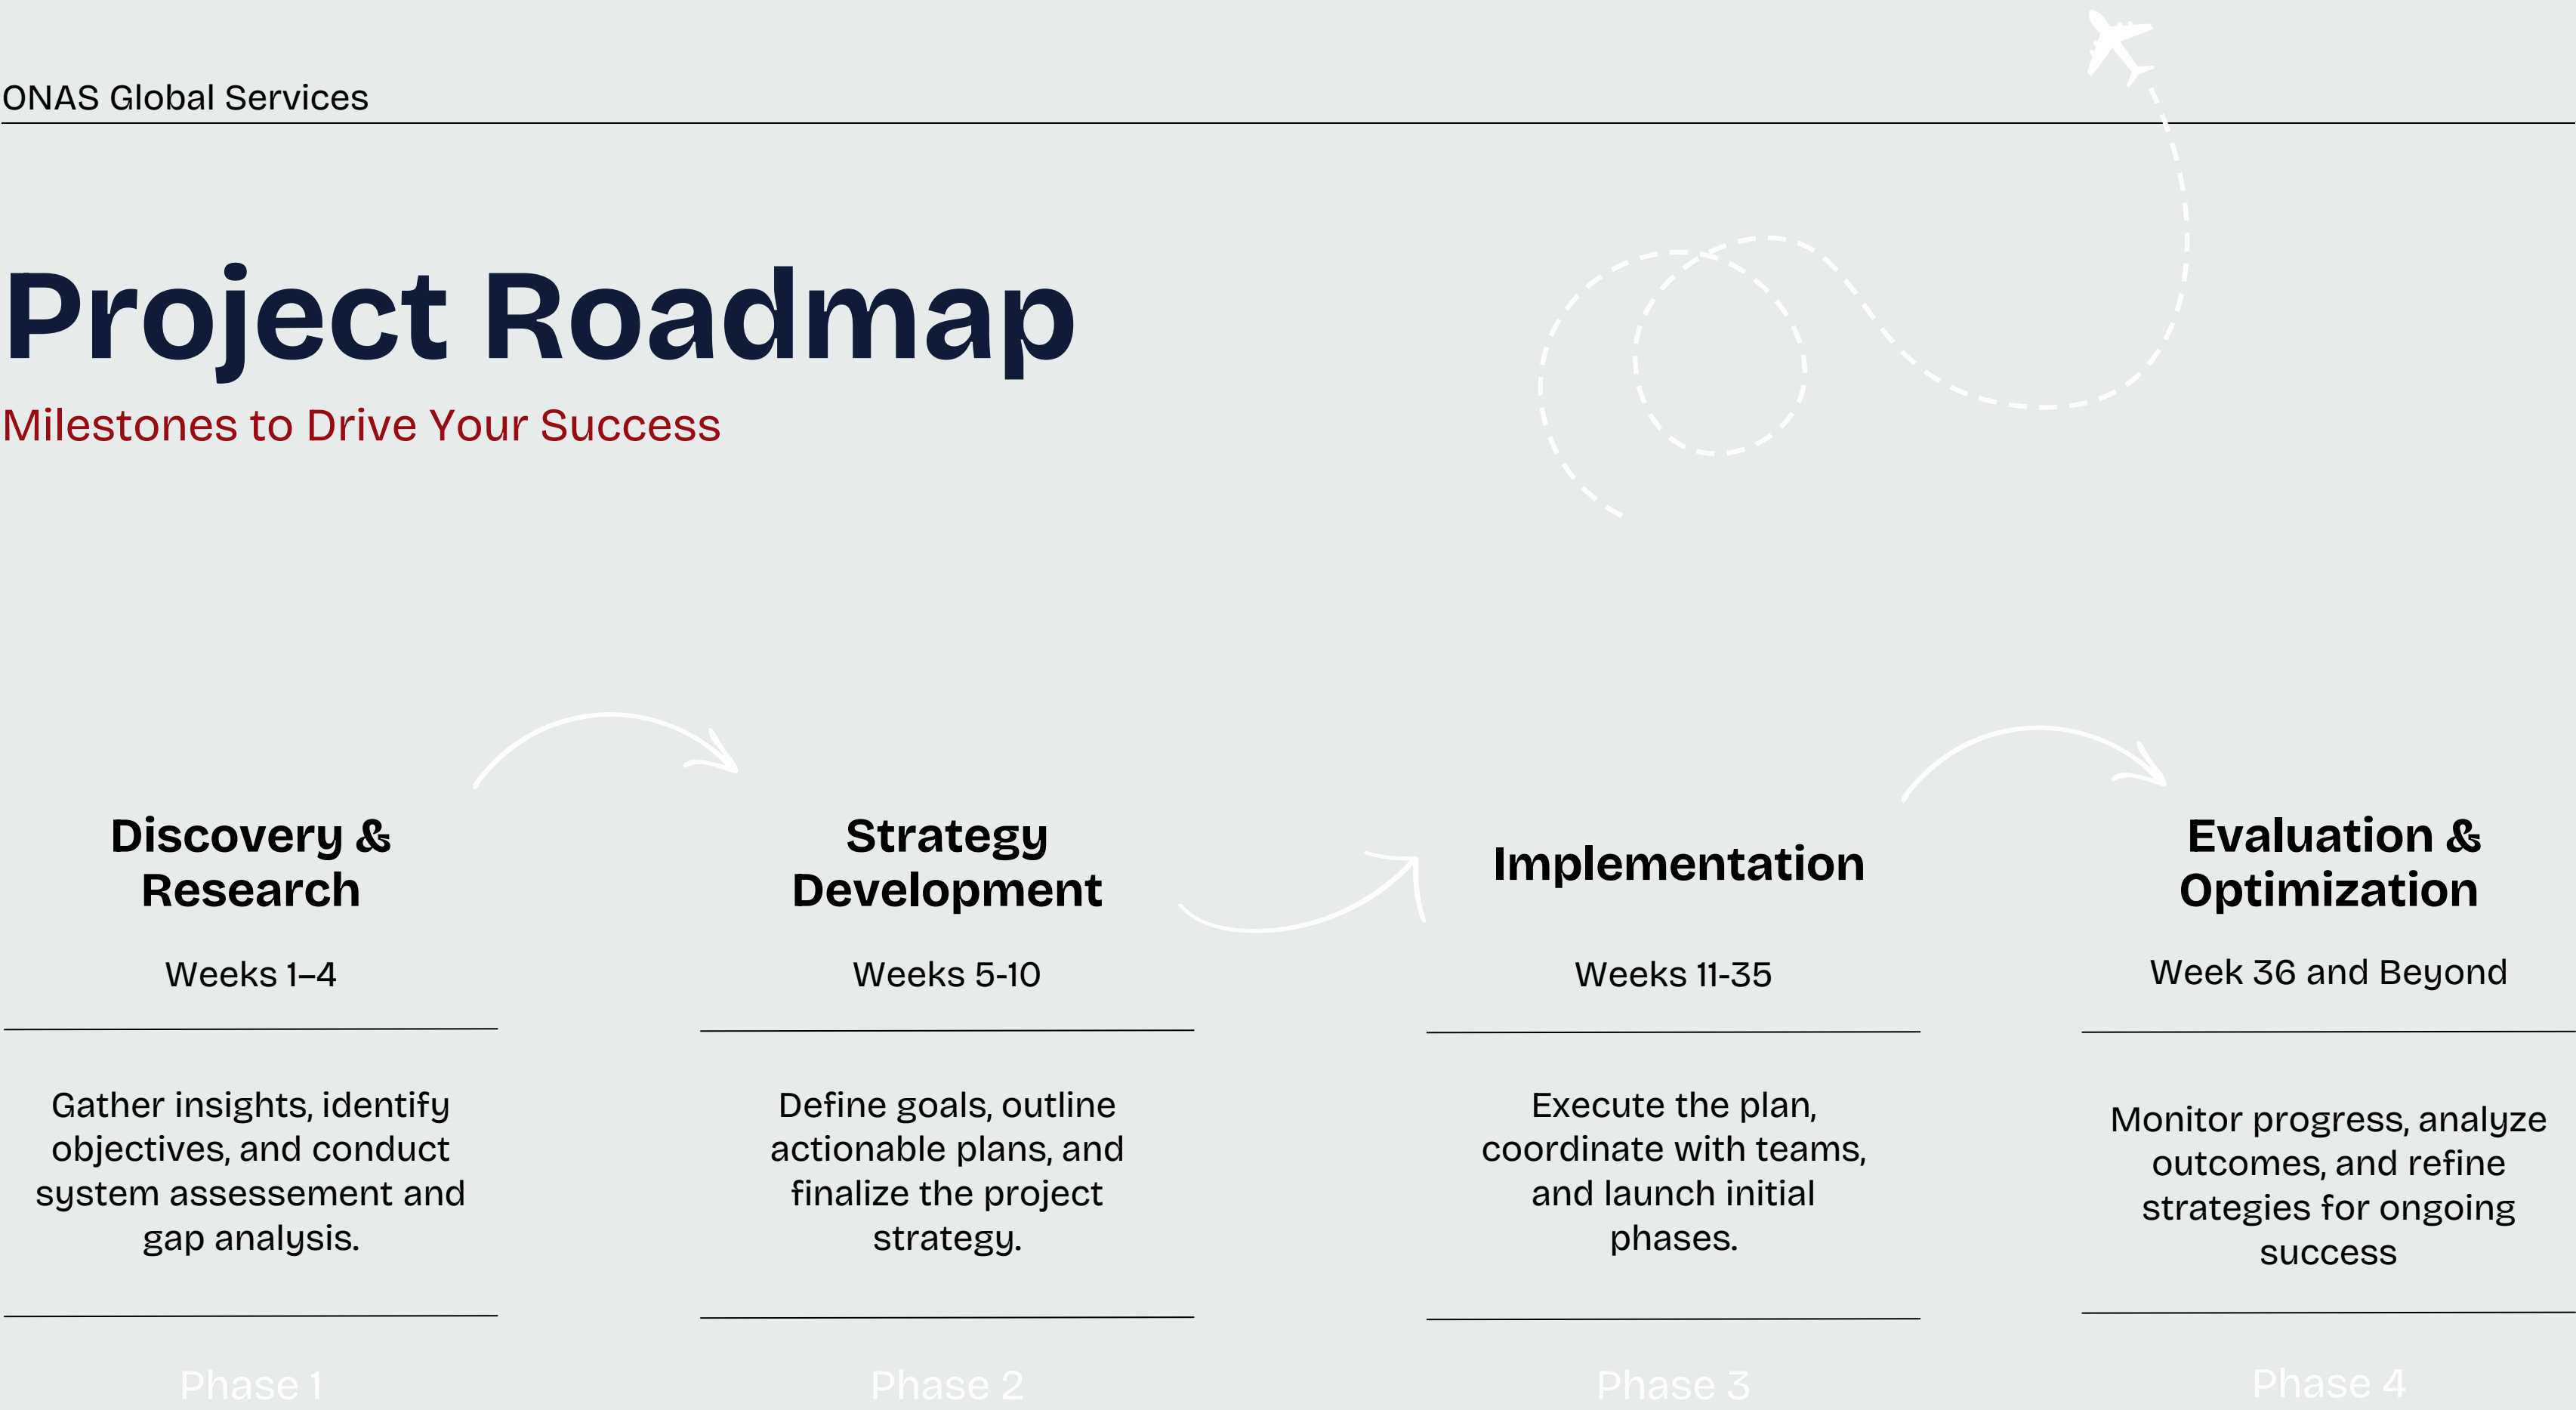 ONAS Global Services
Project Roadmap
Milestones to Drive Your Success
Discovery &
Research
Weeks 1–4
Gather insights, identify
objectives, and conduct
system assessement and
gap analysis.
Phase 1
Strategy
Development
Weeks 5-10
Define goals, outline
actionable plans, and
finalize the project
strategy.
Phase 2
Implementation
Weeks 11-35
Execute the plan,
coordinate with teams,
and launch initial
phases.
Phase 3
Evaluation &
Optimization
Week 36 and Beyond
Monitor progress, analyze
outcomes, and refine
strategies for ongoing
success
Phase 4